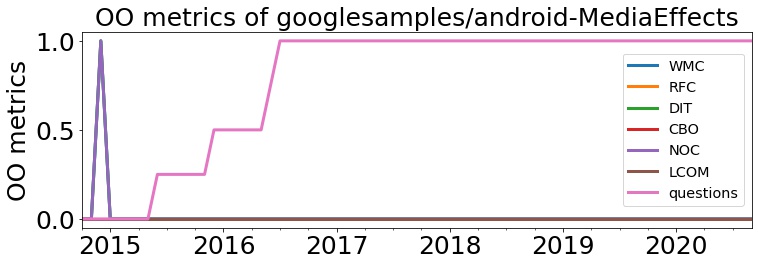 OO metrics of googlesamples/android-MediaEffects
OO metrics
1.0
0.5
0.0
WMC
RFC
DIT
CBO
NOC
LCOM
questions
2015 2016 2017 2018 2019 2020